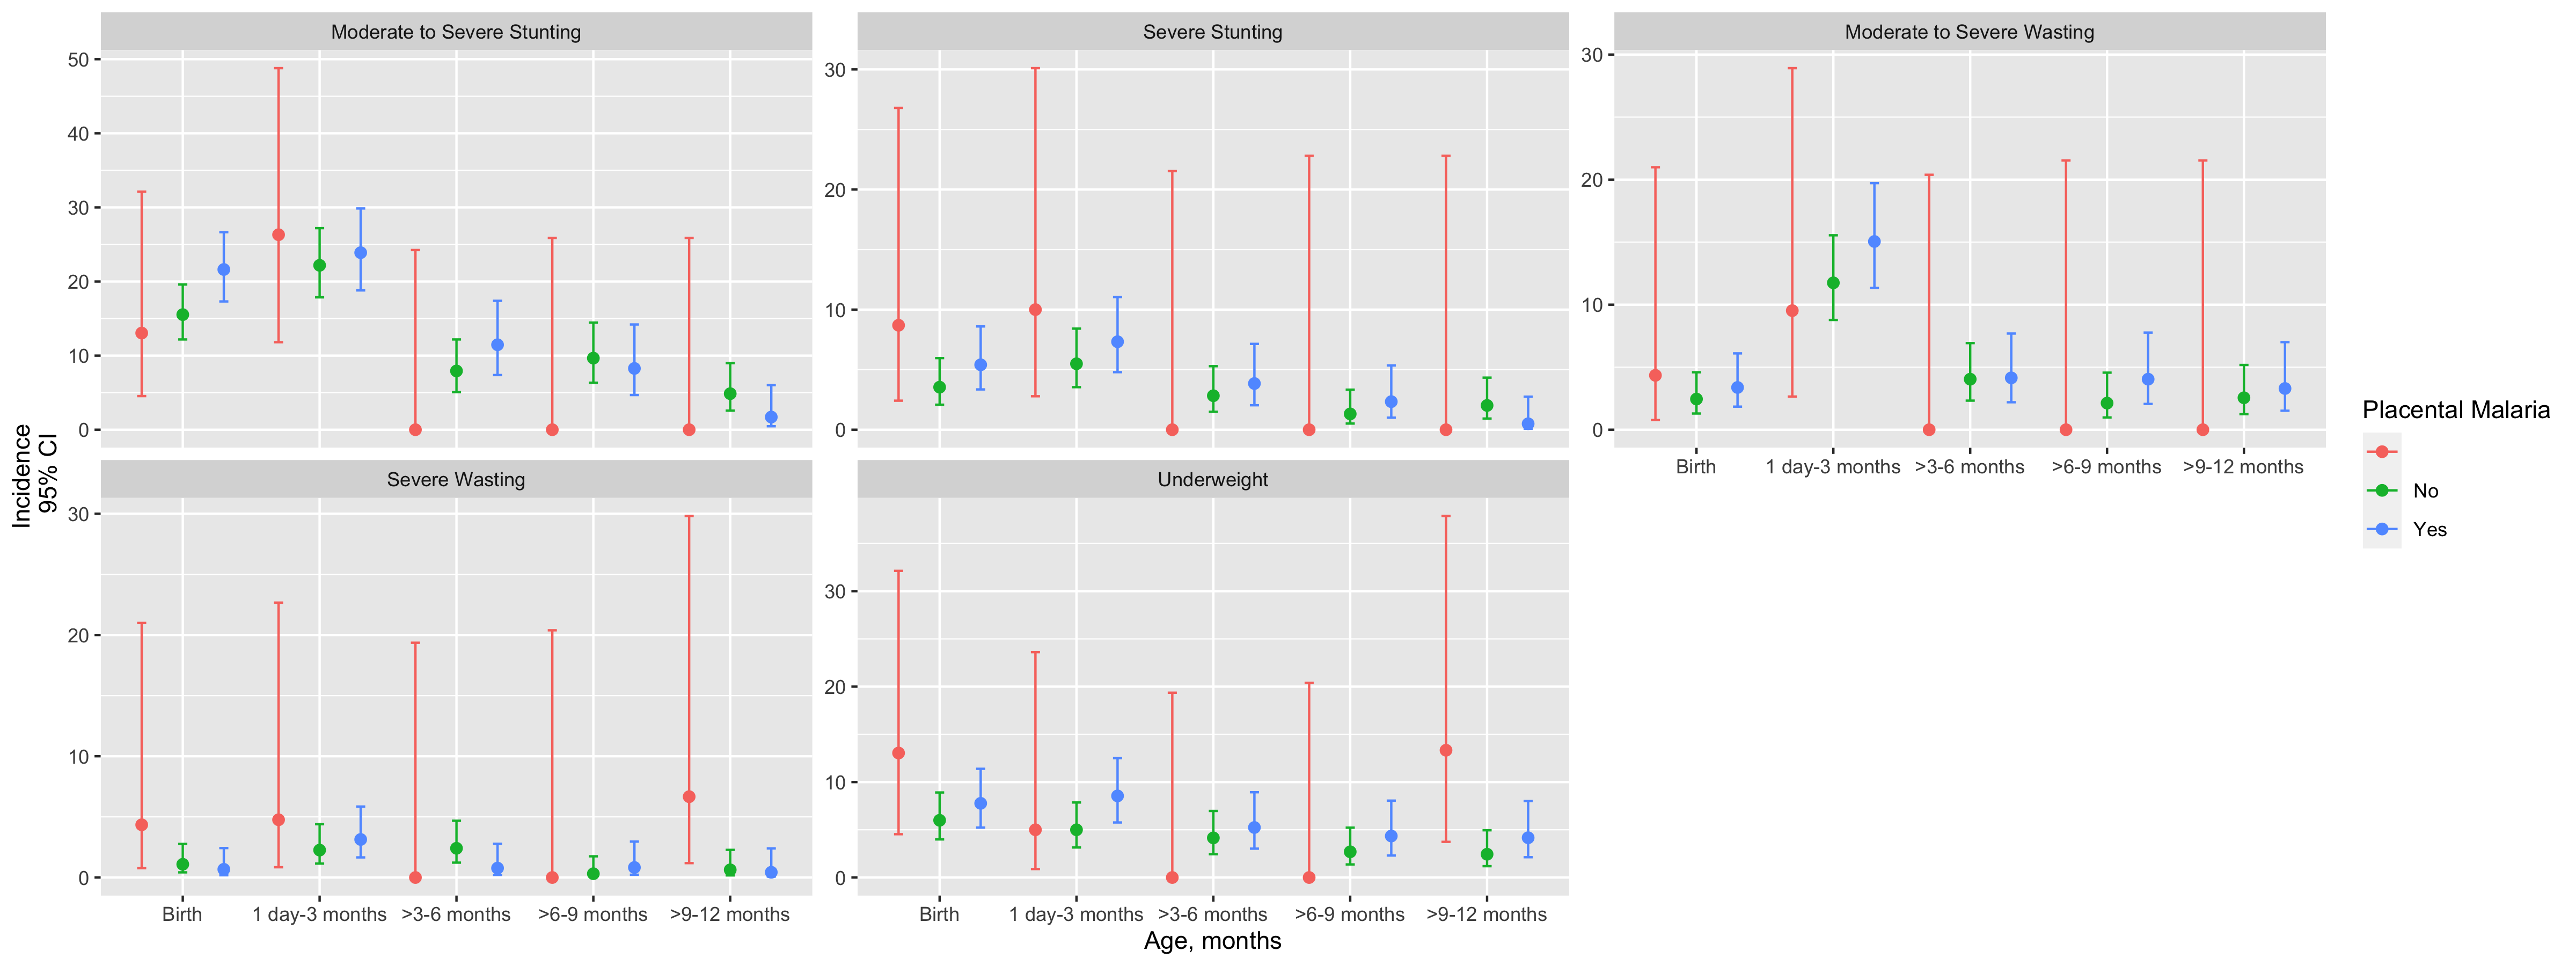 Moderate to Severe Stunting
Severe Stunting
Moderate to Severe Wasting
50
40
30
20
10
0
30
20
10
0
30
20
10
0
Birth
1 day-3 months
>3-6 months
>6-9 months
>9-12 months
Severe Wasting
Underweight
30
20
10
0
30
20
10
0
Birth
1 day-3 months
>3-6 months
>6-9 months
>9-12 months
Birth
1 day-3 months
>3-6 months
>6-9 months
>9-12 months
Incidence
95% CI
Age, months
Placental Malaria
No
Yes